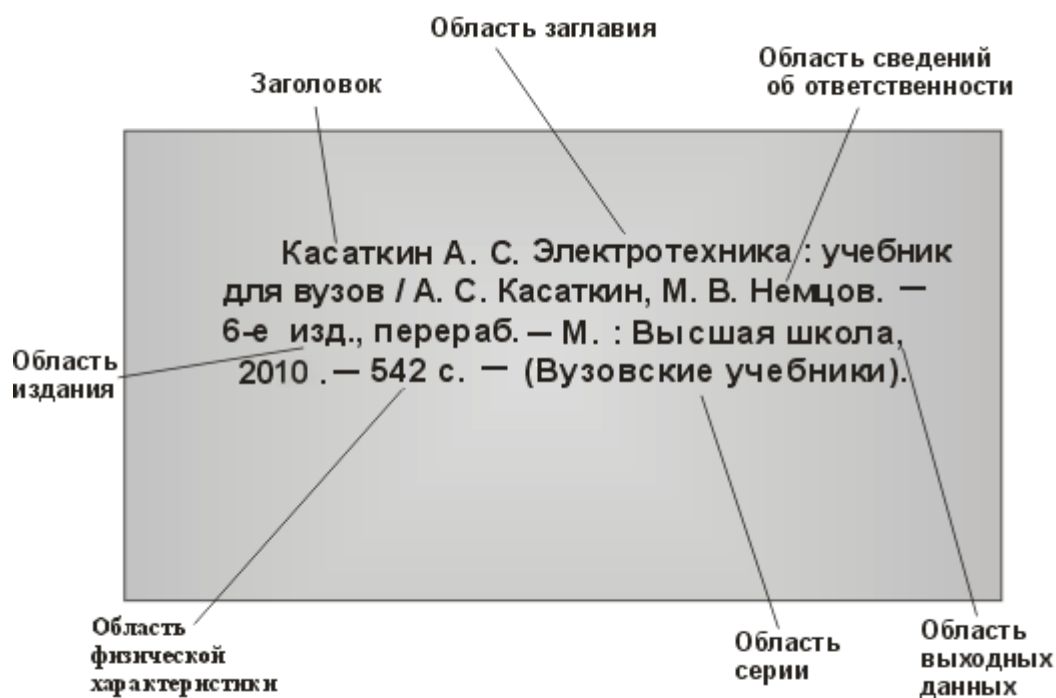 Область заглавия
Область сведений
об ответственности
Заголовок
Касаткин А. С. Электротехника : учебник
для вузов / А. С. Касаткин, М. В. Немцов. —
6-е изд., перераб. — М. : Высшая школа,
2010 . — 542 с. — (Вузовские учебники).
Область
издания
Область
физической
характеристики
Область
серии
Область
выходных
данных